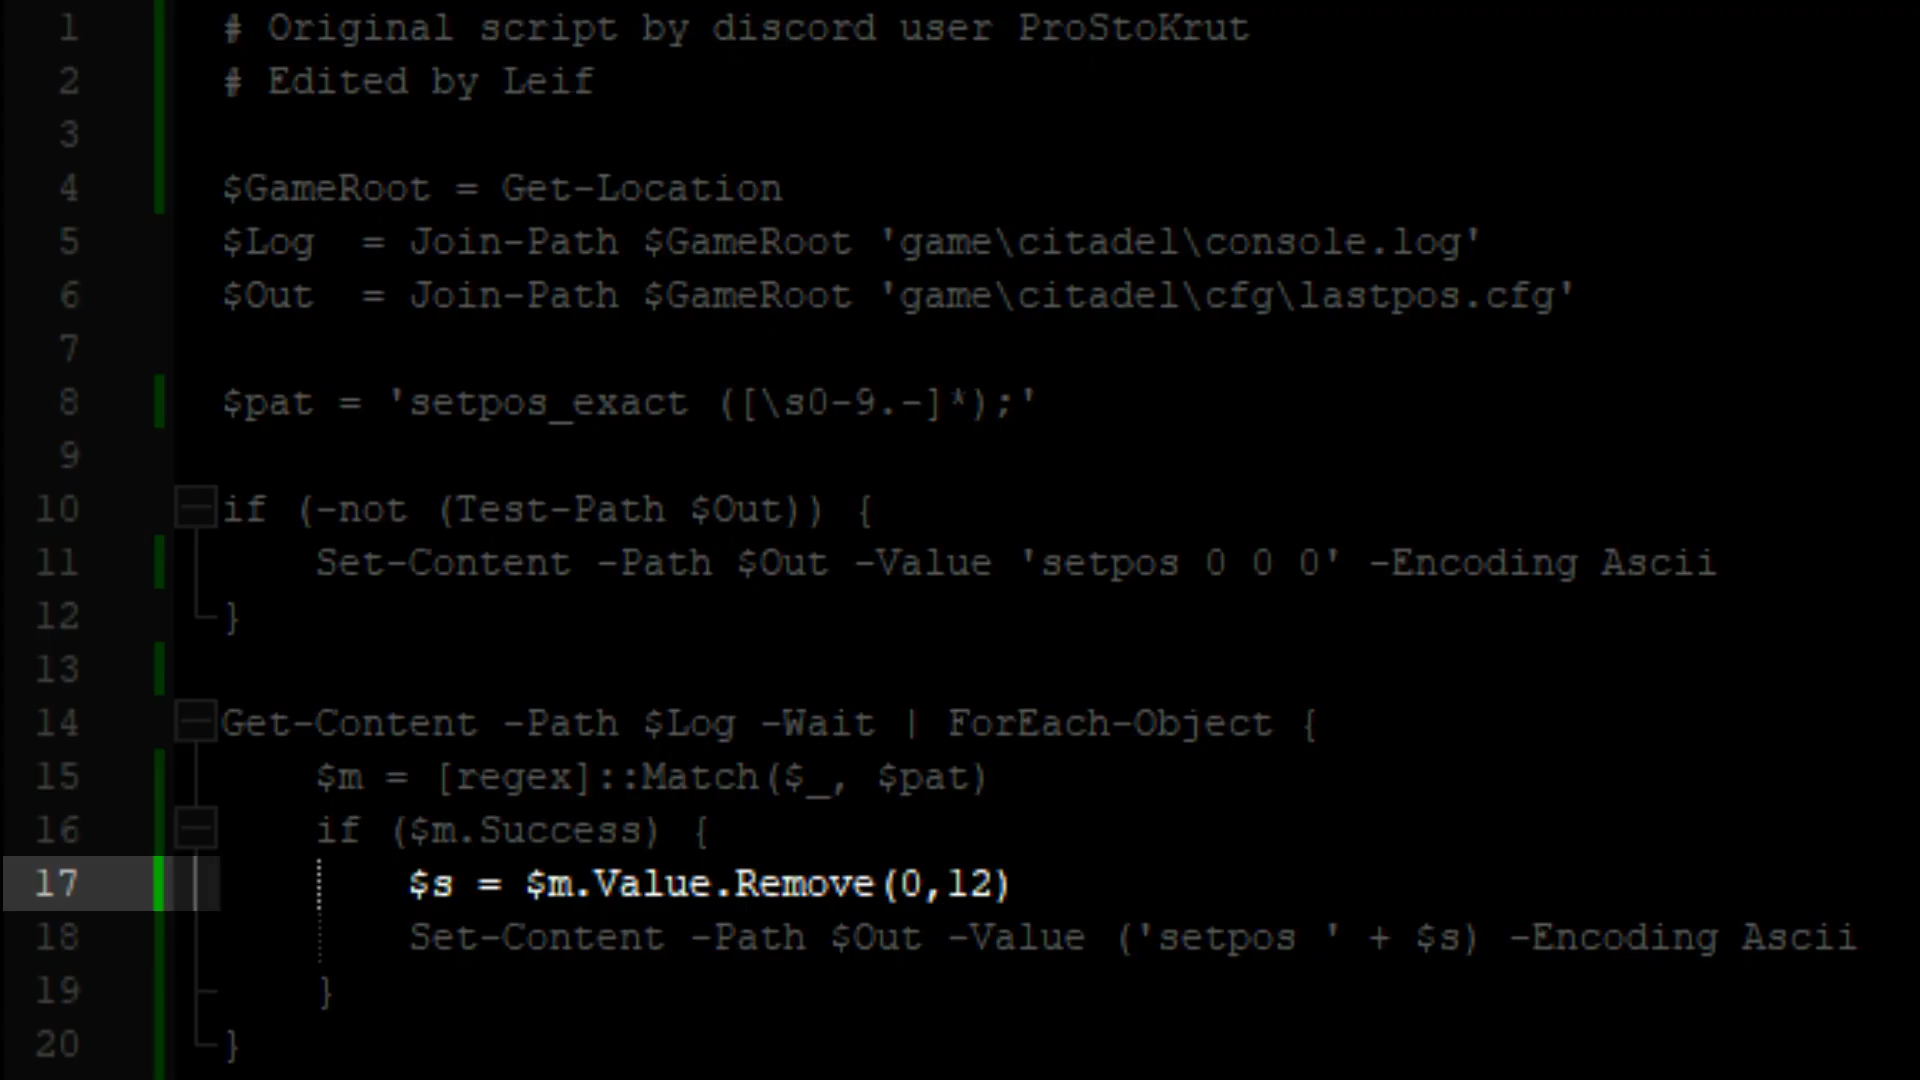 1 # Original script by discord user ProStoKrut
2 # Edited by Leif
3
4 $GameRoot = Get-Location
5 $Log  = Join-Path $GameRoot 'game\citadel\console.log'
6 $Out  = Join-Path $GameRoot 'game\citadel\cfg\lastpos.cfg'
7
8 $pat = 'setpos_exact ([\s0-9.-]*);'
9
10 if (-not (Test-Path $Out)) {
11     Set-Content -Path $Out -Value 'setpos 0 0 0' -Encoding Ascii
12 }
13
14 Get-Content -Path $Log -Wait | ForEach-Object {
15     $m = [regex]::Match($_, $pat)
16     if ($m.Success) {
17         $s = $m.Value.Remove(0,12)
18         Set-Content -Path $Out -Value ('setpos ' + $s) -Encoding Ascii
19     }
20 }